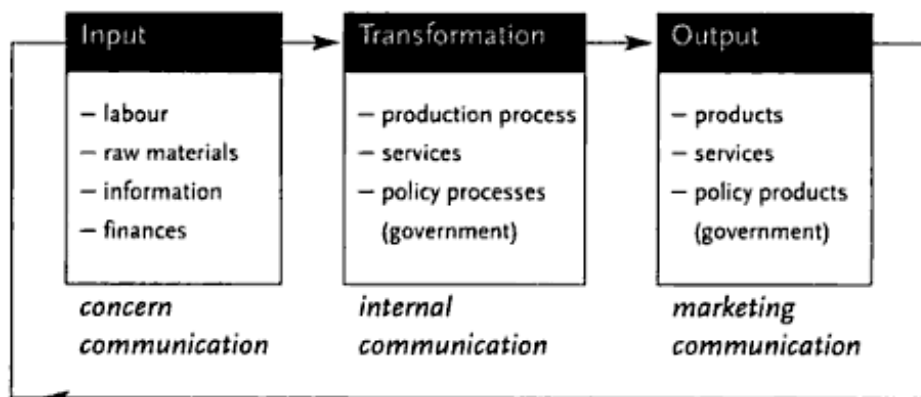 Input
– labour
– raw materials
– information
– finances
concern
communication
Transformation
– production process
– services
– policy processes
(government)
internal
communication
Output
– products
– services
– policy products
(government)
marketing
communication